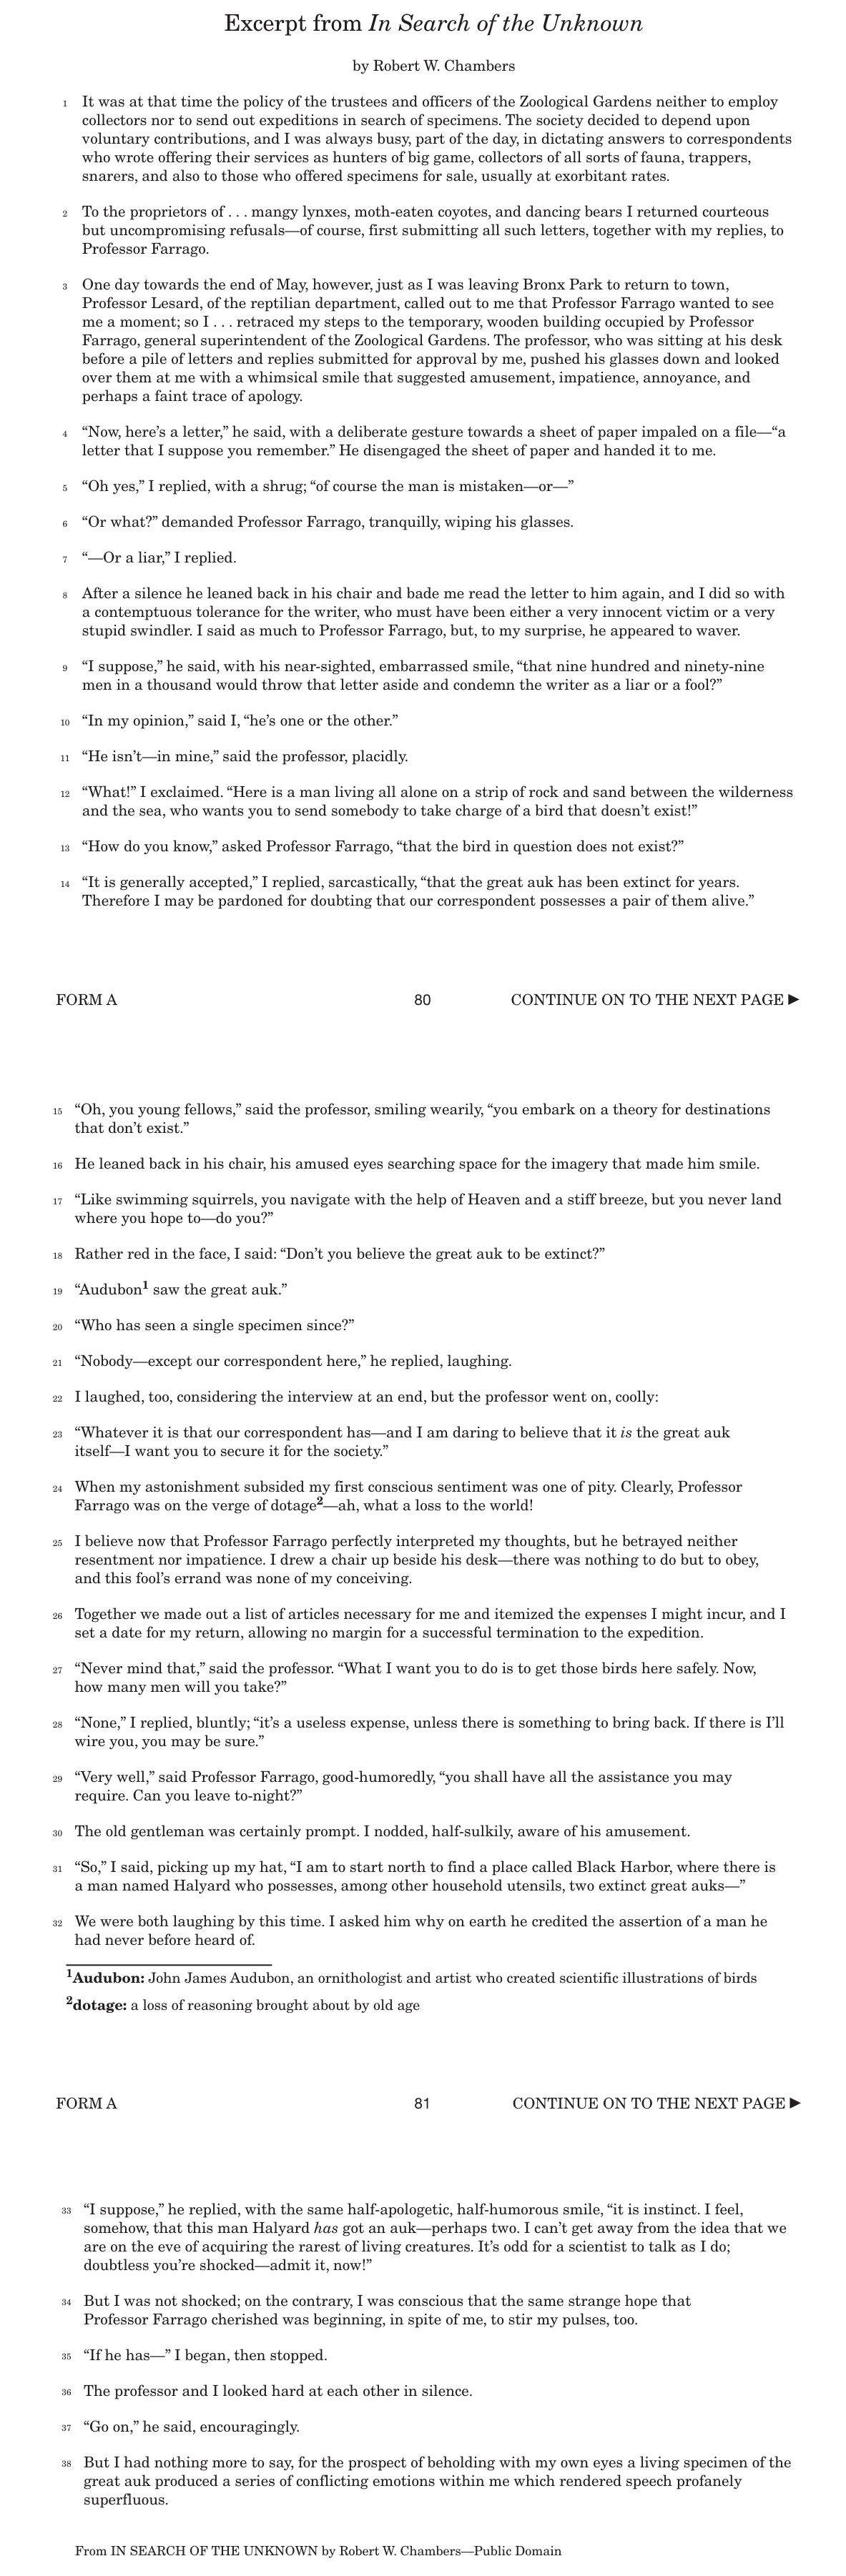 Excerpt from In Search of the Unknown
by Robert W. Chambers
1 It was at that time the policy of the trustees and officers of the Zoological Gardens neither to employ
collectors nor to send out expeditions in search of specimens. The society decided to depend upon
voluntary contributions, and I was always busy, part of the day, in dictating answers to correspondents
who wrote offering their services as hunters of big game, collectors of all sorts of fauna, trappers,
snarers, and also to those who offered specimens for sale, usually at exorbitant rates.
2 To the proprietors of . . . mangy lynxes, moth-eaten coyotes, and dancing bears I returned courteous
but uncompromising refusals—of course, first submitting all such letters, together with my replies, to
Professor Farrago.
3 One day towards the end of May, however, just as I was leaving Bronx Park to return to town,
Professor Lesard, of the reptilian department, called out to me that Professor Farrago wanted to see
me a moment; so I . . . retraced my steps to the temporary, wooden building occupied by Professor
Farrago, general superintendent of the Zoological Gardens. The professor, who was sitting at his desk
before a pile of letters and replies submitted for approval by me, pushed his glasses down and looked
over them at me with a whimsical smile that suggested amusement, impatience, annoyance, and
perhaps a faint trace of apology.
4 “Now, here’s a letter,” he said, with a deliberate gesture towards a sheet of paper impaled on a file—“a
letter that I suppose you remember.” He disengaged the sheet of paper and handed it to me.
5 “Oh yes,” I replied, with a shrug; “of course the man is mistaken—or—”
6 “Or what?” demanded Professor Farrago, tranquilly, wiping his glasses.
7 “—Or a liar,” I replied.
8 After a silence he leaned back in his chair and bade me read the letter to him again, and I did so with
a contemptuous tolerance for the writer, who must have been either a very innocent victim or a very
stupid swindler. I said as much to Professor Farrago, but, to my surprise, he appeared to waver.
9 “I suppose,” he said, with his near-sighted, embarrassed smile, “that nine hundred and ninety-nine
men in a thousand would throw that letter aside and condemn the writer as a liar or a fool?”
10 “In my opinion,” said I, “he’s one or the other.”
11 “He isn’t—in mine,” said the professor, placidly.
12 “What!” I exclaimed. “Here is a man living all alone on a strip of rock and sand between the wilderness
and the sea, who wants you to send somebody to take charge of a bird that doesn’t exist!”
13 “How do you know,” asked Professor Farrago, “that the bird in question does not exist?”
14 “It is generally accepted,” I replied, sarcastically, “that the great auk has been extinct for years.
Therefore I may be pardoned for doubting that our correspondent possesses a pair of them alive.”
FORM A 80 CONTINUE ON TO THE NEXT PAGE ►
15 “Oh, you young fellows,” said the professor, smiling wearily, “you embark on a theory for destinations
that don’t exist.”
16 He leaned back in his chair, his amused eyes searching space for the imagery that made him smile.
17 “Like swimming squirrels, you navigate with the help of Heaven and a stiff breeze, but you never land
where you hope to—do you?”
18 Rather red in the face, I said: “Don’t you believe the great auk to be extinct?”
19 “Audubon1 saw the great auk.”
20 “Who has seen a single specimen since?”
21 “Nobody—except our correspondent here,” he replied, laughing.
22 I laughed, too, considering the interview at an end, but the professor went on, coolly:
23 “Whatever it is that our correspondent has—and I am daring to believe that it is the great auk
itself—I want you to secure it for the society.”
24 When my astonishment subsided my first conscious sentiment was one of pity. Clearly, Professor
Farrago was on the verge of dotage2—ah, what a loss to the world!
25 I believe now that Professor Farrago perfectly interpreted my thoughts, but he betrayed neither
resentment nor impatience. I drew a chair up beside his desk—there was nothing to do but to obey,
and this fool’s errand was none of my conceiving.
26 Together we made out a list of articles necessary for me and itemized the expenses I might incur, and I
set a date for my return, allowing no margin for a successful termination to the expedition.
27 “Never mind that,” said the professor. “What I want you to do is to get those birds here safely. Now,
how many men will you take?”
28 “None,” I replied, bluntly; “it’s a useless expense, unless there is something to bring back. If there is I’ll
wire you, you may be sure.”
29 “Very well,” said Professor Farrago, good-humoredly, “you shall have all the assistance you may
require. Can you leave to-night?”
30 The old gentleman was certainly prompt. I nodded, half-sulkily, aware of his amusement.
31 “So,” I said, picking up my hat, “I am to start north to find a place called Black Harbor, where there is
a man named Halyard who possesses, among other household utensils, two extinct great auks—”
32 We were both laughing by this time. I asked him why on earth he credited the assertion of a man he
had never before heard of.
1Audubon: John James Audubon, an ornithologist and artist who created scientific illustrations of birds
2dotage: a loss of reasoning brought about by old age
FORM A 81 CONTINUE ON TO THE NEXT PAGE ►
33 “I suppose,” he replied, with the same half-apologetic, half-humorous smile, “it is instinct. I feel,
somehow, that this man Halyard has got an auk—perhaps two. I can’t get away from the idea that we
are on the eve of acquiring the rarest of living creatures. It’s odd for a scientist to talk as I do;
doubtless you’re shocked—admit it, now!”
34 But I was not shocked; on the contrary, I was conscious that the same strange hope that
Professor Farrago cherished was beginning, in spite of me, to stir my pulses, too.
35 “If he has—” I began, then stopped.
36 The professor and I looked hard at each other in silence.
37 “Go on,” he said, encouragingly.
38 But I had nothing more to say, for the prospect of beholding with my own eyes a living specimen of the
great auk produced a series of conflicting emotions within me which rendered speech profanely
superfluous.
From IN SEARCH OF THE UNKNOWN by Robert W. Chambers—Public Domain